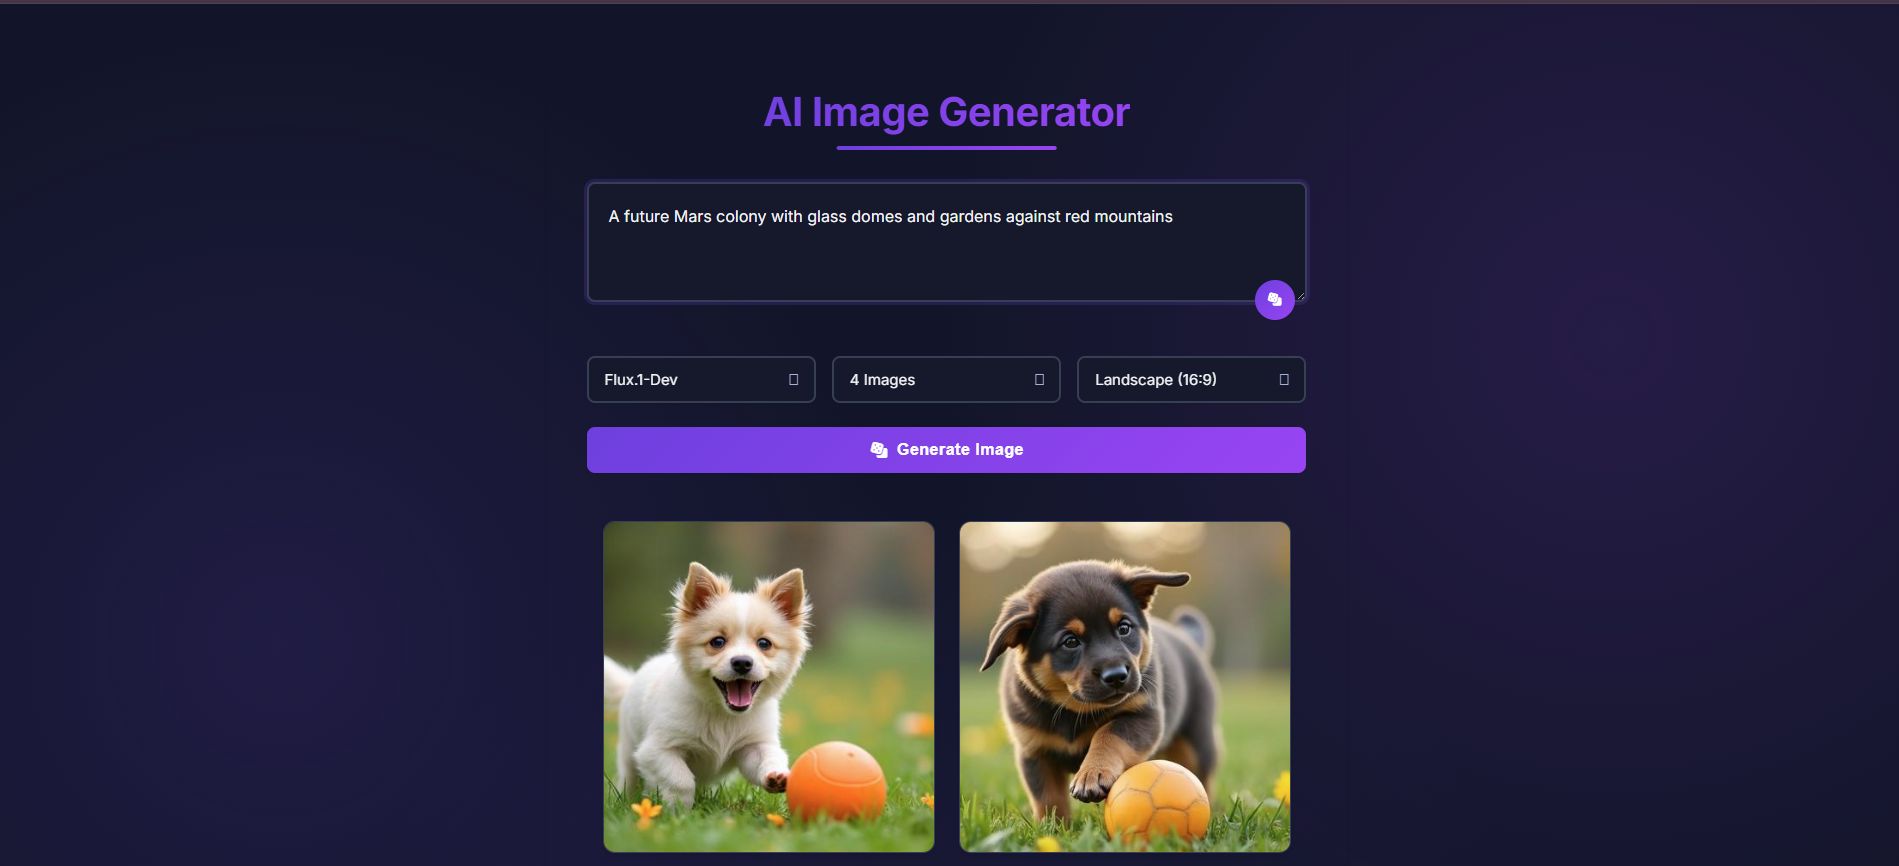 AI Image Generator
A future Mars colony with glass domes and gardens against red mountains
Flux.1-Dev
4 Images
Landscape (16:9)
Generate Image